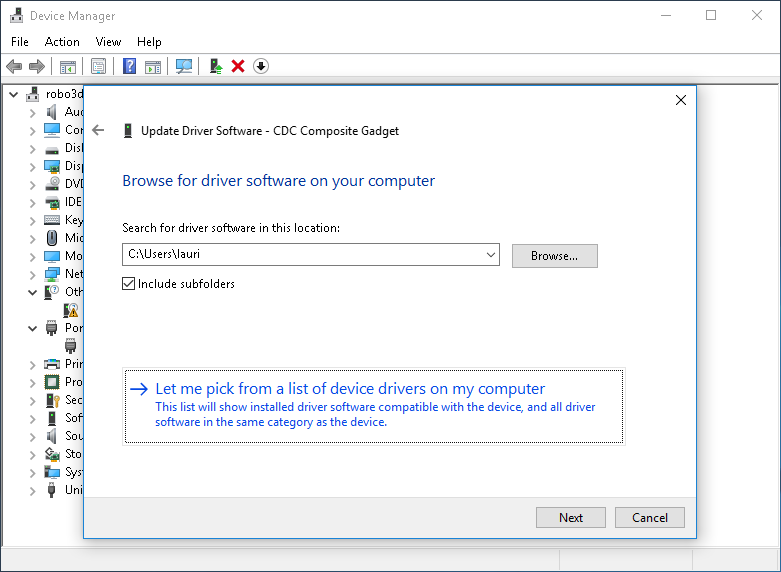 Device Manager
File Action View Help
robo3d
Aud
Con
Disk
Disp
DVD
IDE
Key
Mic
Mo
Net
Oth
Por
Prin
Pro
Sec
Sof
Sou
Sto
Sys
Uni
Update Driver Software - CDC Composite Gadget
Browse for driver software on your computer
Search for driver software in this location:
C:\Users\lauri
Browse...
Include subfolders
Let me pick from a list of device drivers on my computer
This list will show installed driver software compatible with the device, and all driver
software in the same category as the device.
Next Cancel